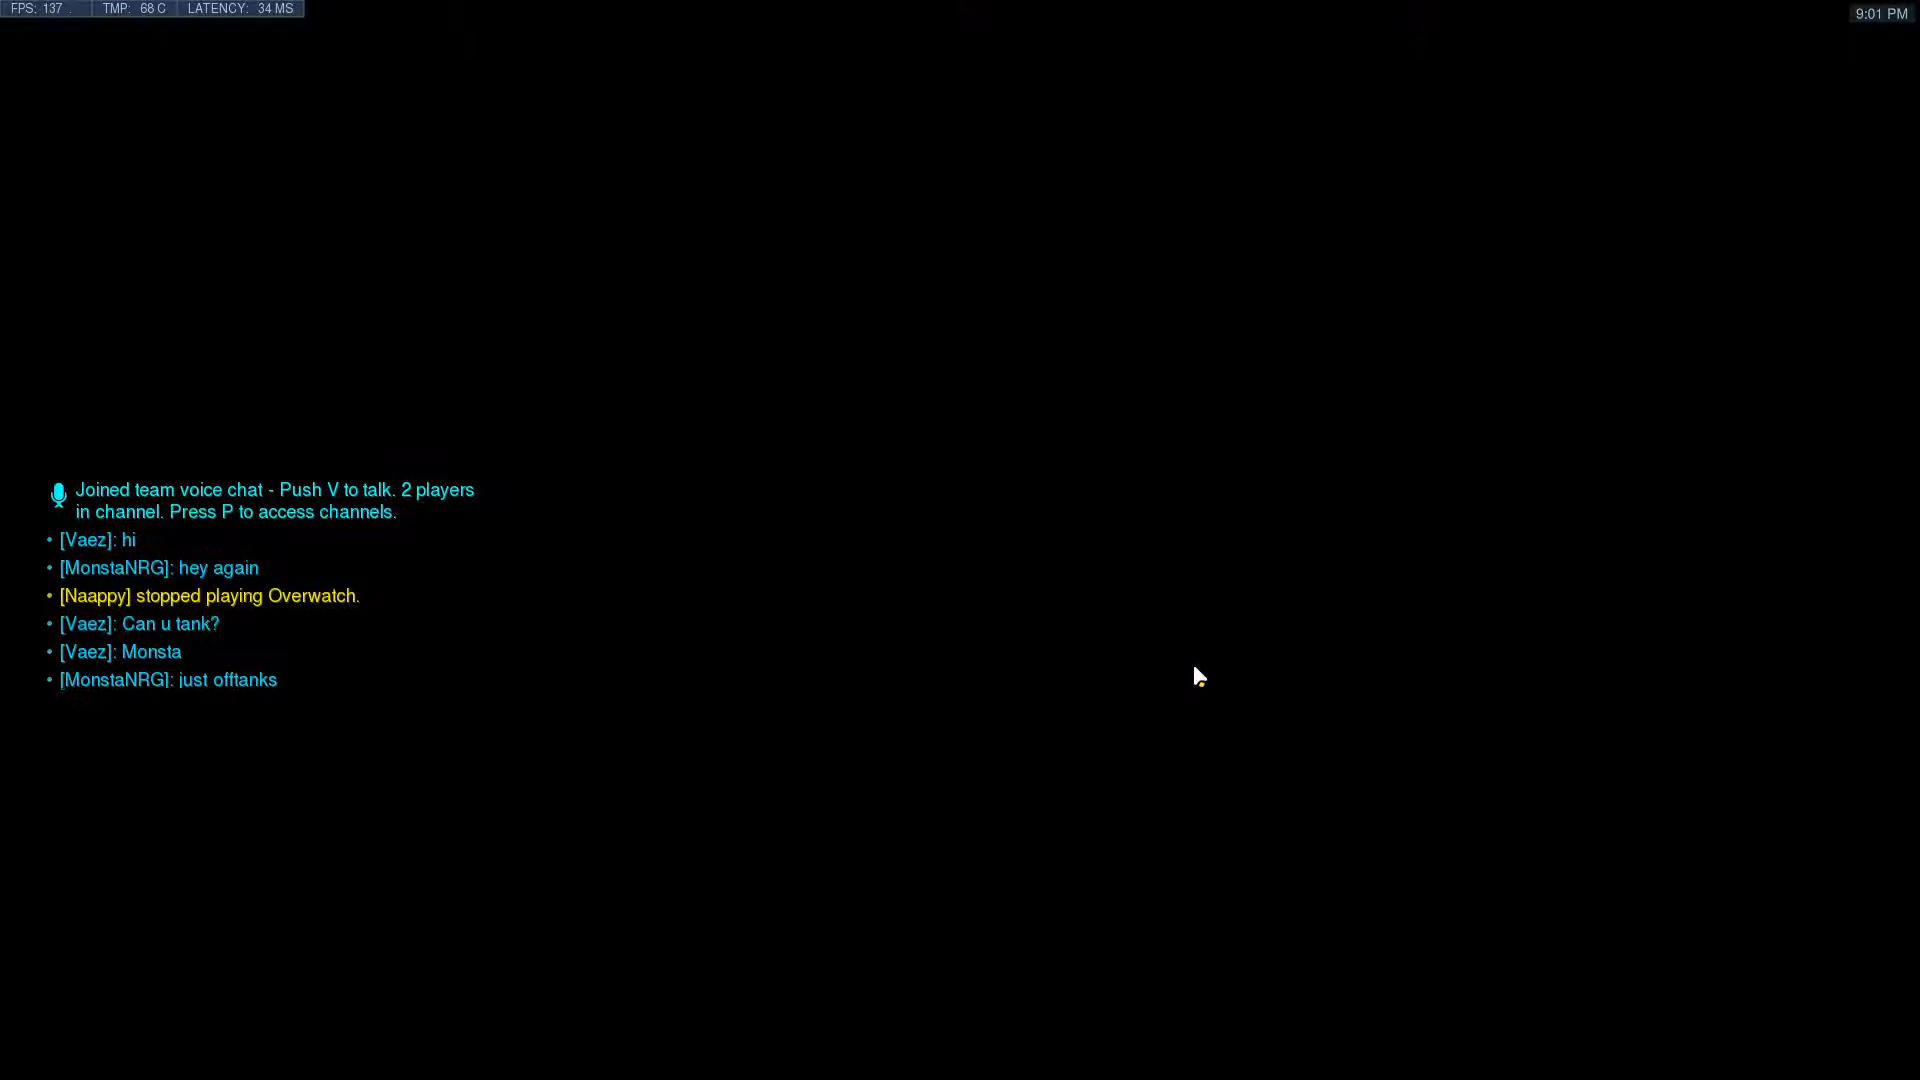 FPS: 137 TMP: 68 C LATENCY: 34 MS
9:01 PM
Joined team voice chat - Push V to talk. 2 players
in channel. Press P to access channels.
• [Vaez]: hi
• [MonstaNRG]: hey again
• [Naappy] stopped playing Overwatch.
• [Vaez]: Can u tank?
• [Vaez]: Monsta
• [MonstaNRG]: just offtanks